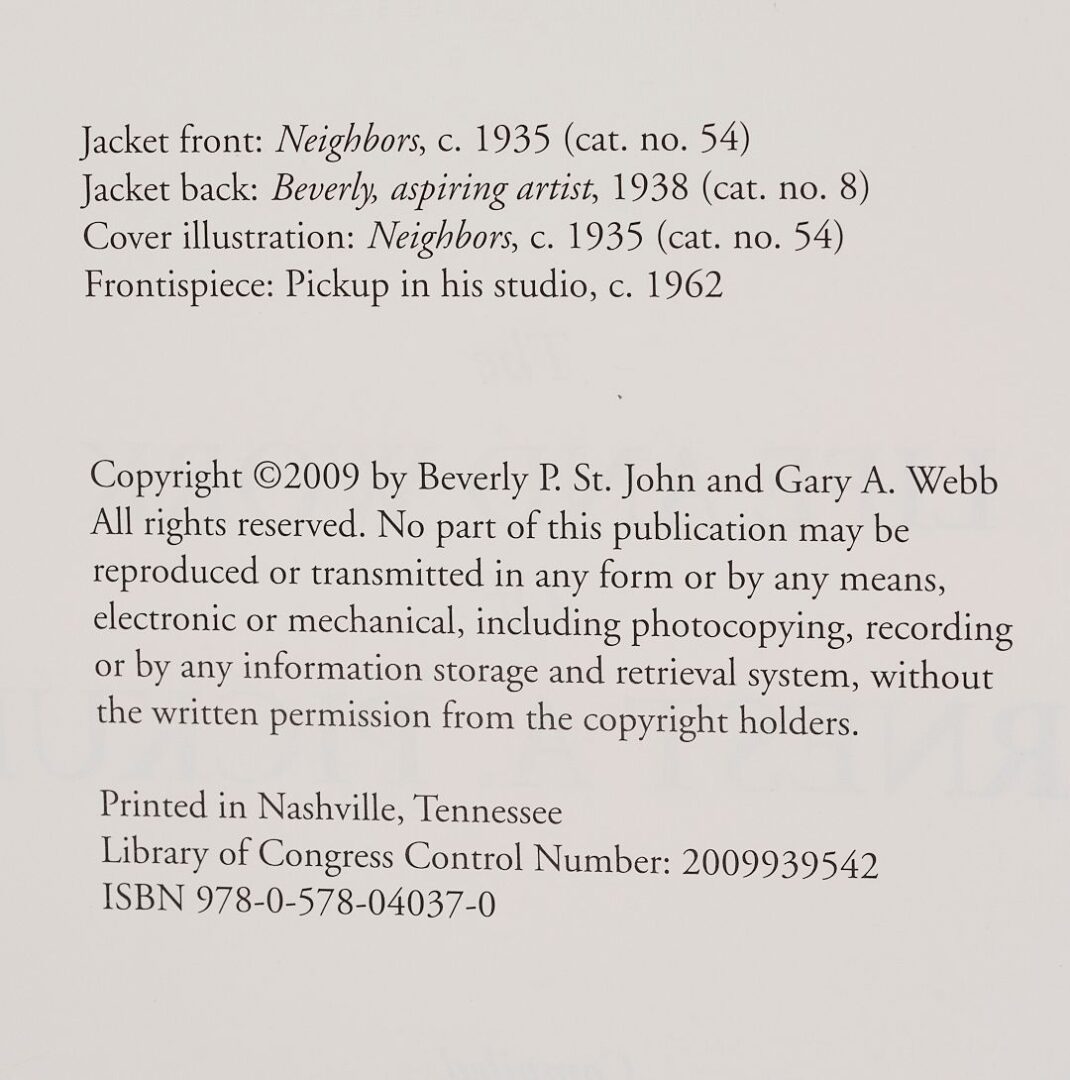 Jacket front: Neighbors, c. 1935 (cat. no. 54)
Jacket back: Beverly, aspiring artist, 1938 (cat. no. 8)
Cover illustration: Neighbors, c. 1935 (cat. no. 54)
Frontispiece: Pickup in his studio, c. 1962
Copyright ©2009 by Beverly P. St. John and Gary A. Webb
All rights reserved. No part of this publication may be
reproduced or transmitted in any form or by any means,
electronic or mechanical, including photocopying, recording
or by any information storage and retrieval system, without
the written permission from the copyright holders.
Printed in Nashville, Tennessee
Library of Congress Control Number: 2009939542
ISBN 978-0-578-04037-0